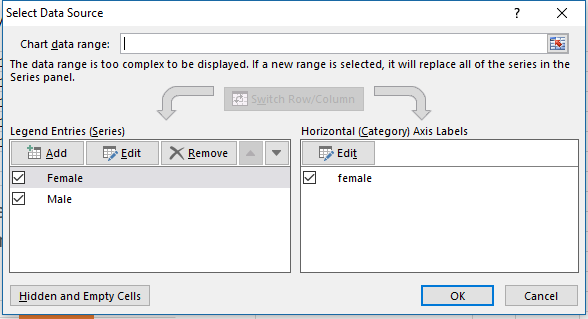 Select Data Source
Chart data range:
The data range is too complex to be displayed. If a new range is selected, it will replace all of the series in the
Series panel.
Switch Row/Column
Legend Entries (Series)
Horizontal (Category) Axis Labels
Add Edit Remove
Edit
Female
female
Male
Hidden and Empty Cells
OK Cancel